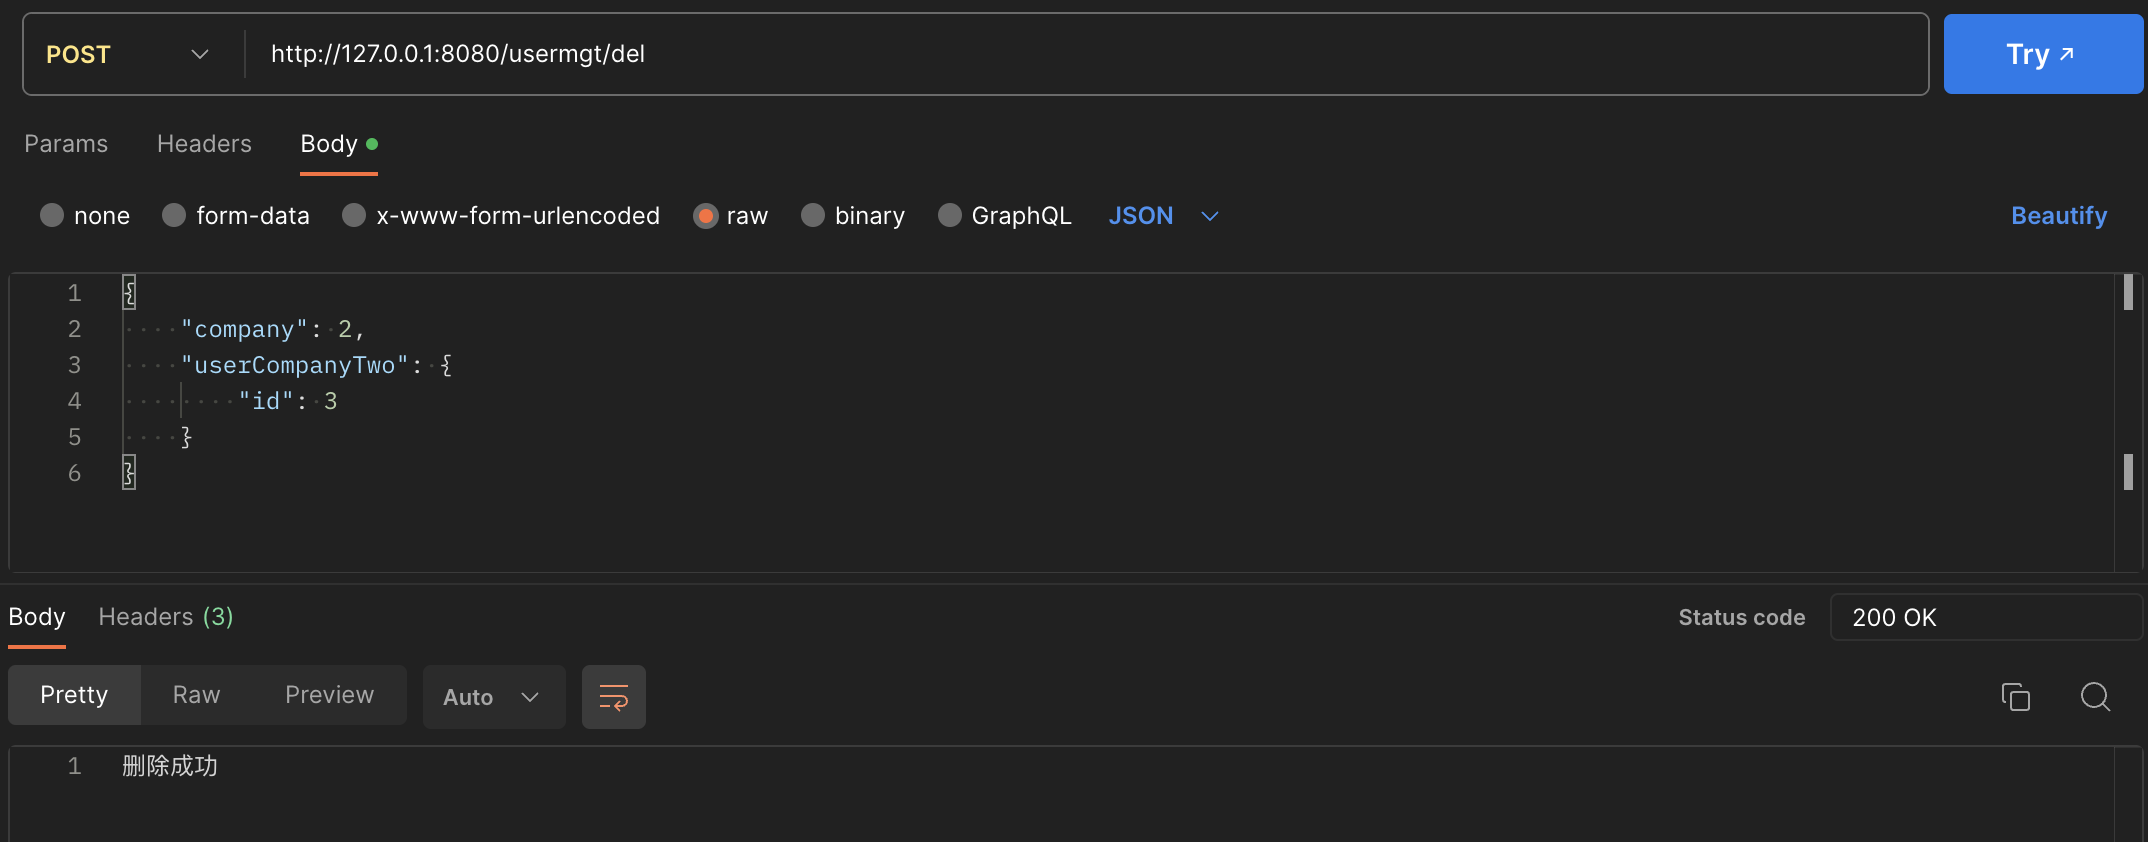 POST http://127.0.0.1:8080/usermgt/del Try ↗
Params Headers Body
none form-data x-www-form-urlencoded raw binary GraphQL JSON Beautify
1 {
2 "company": 2,
3 "userCompanyTwo": {
4 "id": 3
5 }
6 }
Body Headers (3) Status code 200 OK
Pretty Raw Preview Auto
1 删除成功